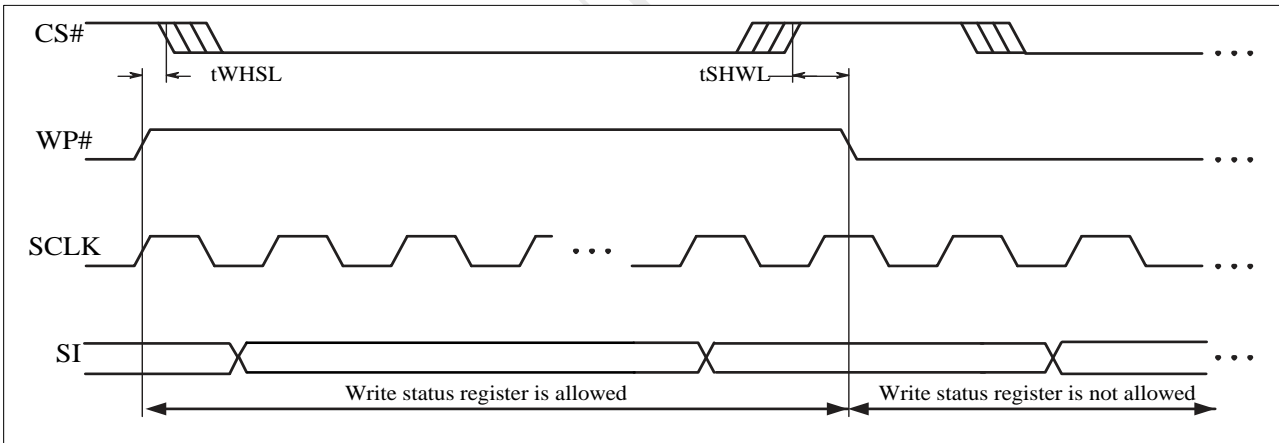 CS#
tWHSL
tSHWL
WP#
SCLK
SI
Write status register is allowed
Write status register is not allowed